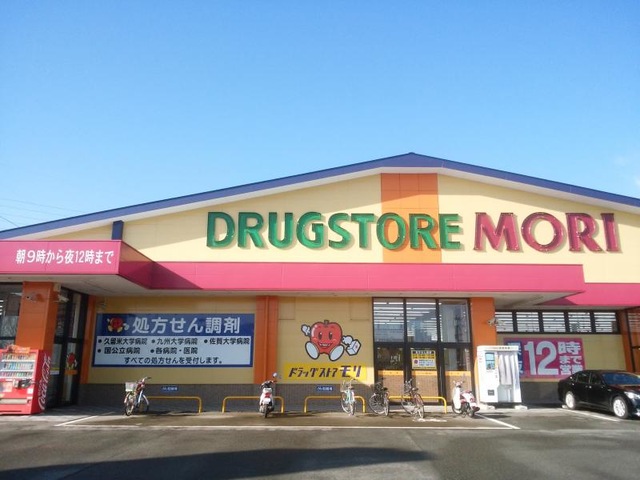 DRUGSTORE MORI
朝9時から夜12時まで
処方せん調剤
●久留米大学病院 ●九州大学病院 ●佐賀大学病院
●国公立病院 ●各病院・医院
すべての処方せんを受付します。
ドラッグストア モリ
12時まで営業